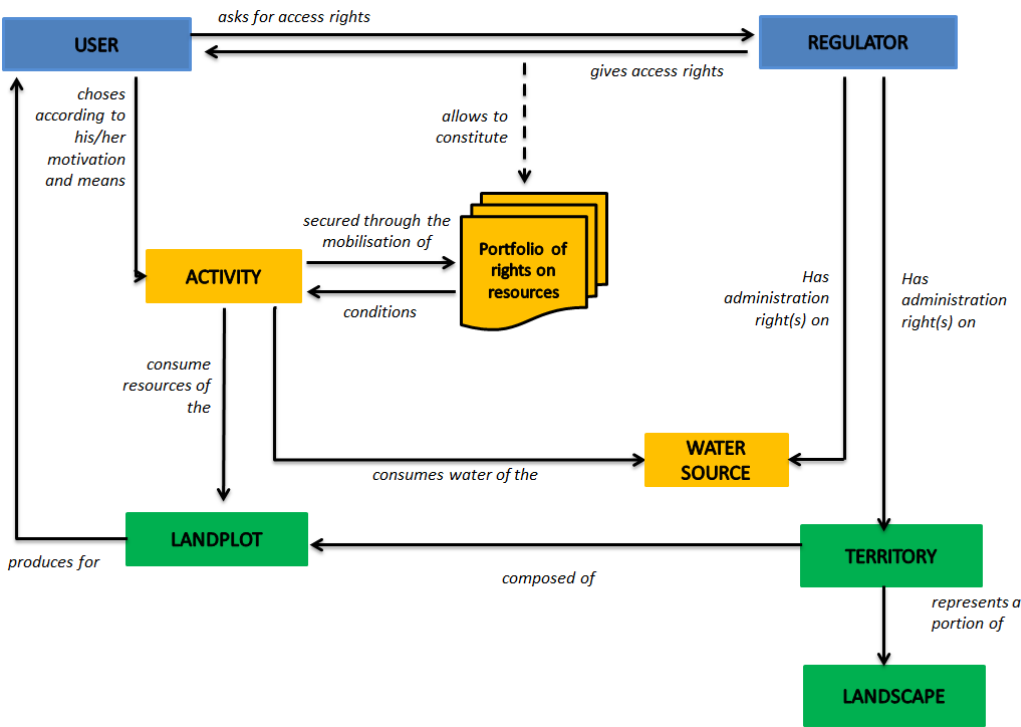 asks for access rights
USER
REGULATOR
gives access rights
choses
according to
his/her
motivation
and means
allows to
constitute
secured through the
mobilisation of
Portfolio of
rights on
resources
ACTIVITY
conditions
Has
administration
right(s) on
Has
administration
right(s) on
consume
resources of
the
WATER
SOURCE
consumes water of the
LANDPLOT
TERRITORY
produces for
composed of
represents a
portion of
LANDSCAPE